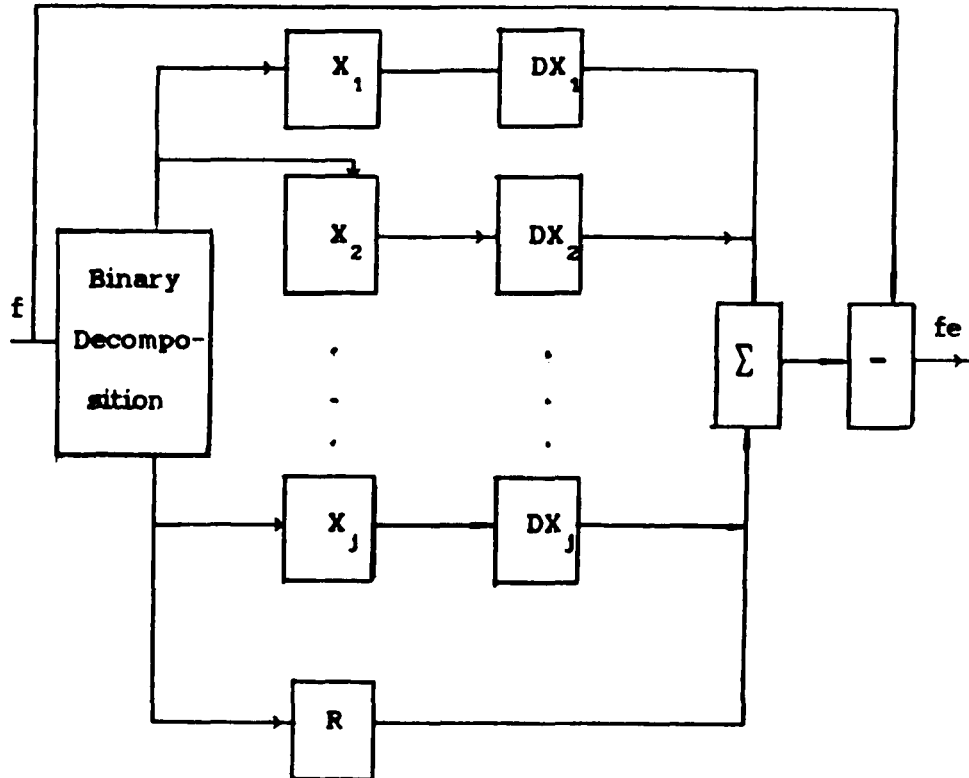 X₁ DX₁
X₂ DX₂
Binary
Decompo-
sition
f
Σ
-
fe
Xⱼ DXⱼ
R